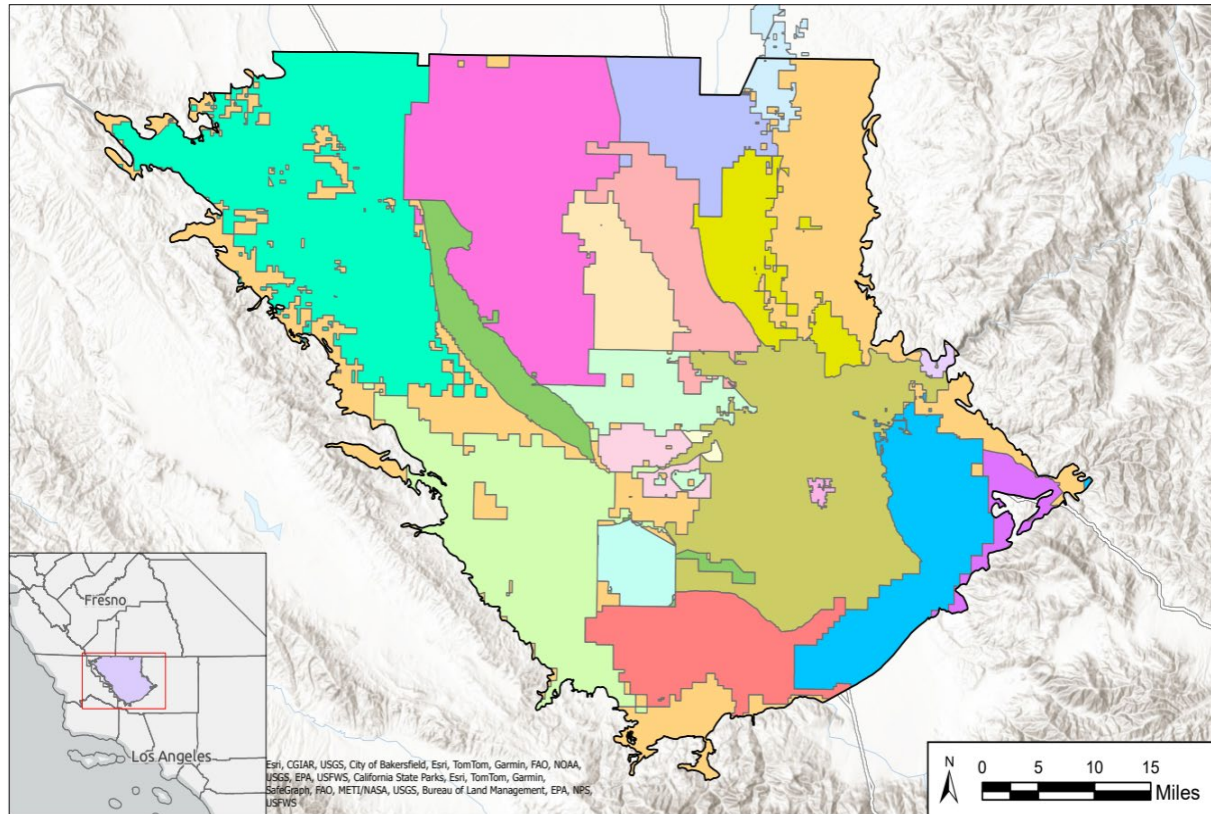 Fresno
Los Angeles
Esri, CGIAR, USGS, City of Bakersfield, Esri, TomTom, Garmin, FAO, NOAA,
USGS, EPA, USFWS, California State Parks, Esri, TomTom, Garmin,
SafeGraph, FAO, METI/NASA, USGS, Bureau of Land Management, EPA, NPS,
USFWS
N
0 5 10 15
Miles